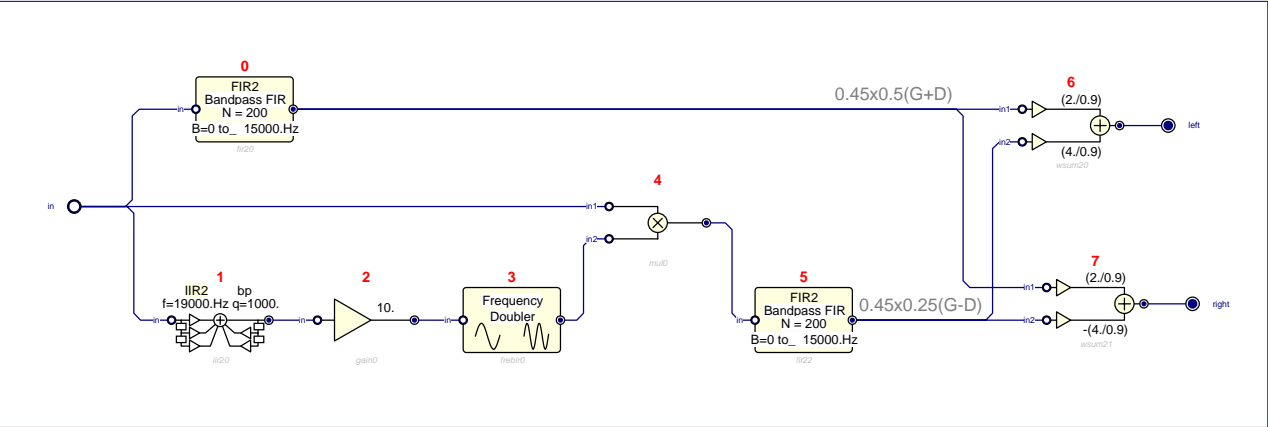 0
FIR2
Bandpass FIR
N = 200
B=0 to_ 15000.Hz
fir20
in
0.45x0.5(G+D)
6
in1
(2./0.9)
in2
(4./0.9)
wsum20
left
in
4
in1
in2
mul0
1
IIR2 bp
f=19000.Hz q=1000.
in
iir20
2
in
10.
gain0
3
Frequency
Doubler
in
5
FIR2
Bandpass FIR
N = 200
B=0 to_ 15000.Hz
in
fir22
0.45x0.25(G-D)
7
in1
(2./0.9)
in2
-(4./0.9)
wsum21
right